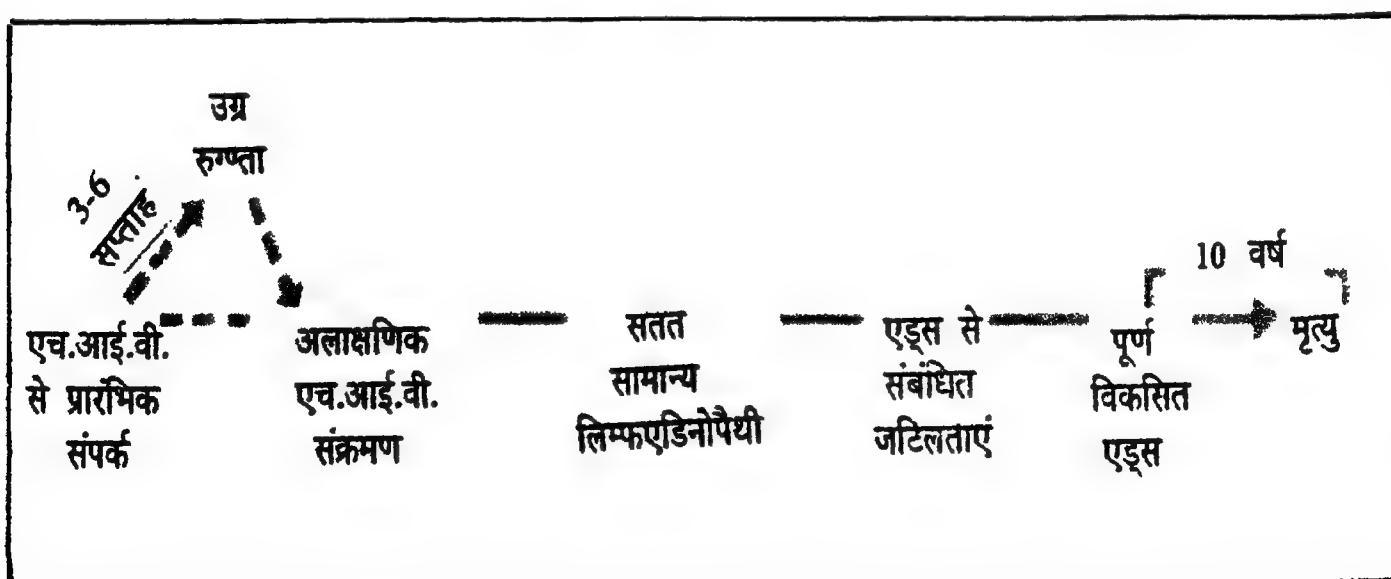 उग्र
रुग्णता
3-6
सप्ताह
10 वर्ष
एच.आई.वी.
से प्रारंभिक
संपर्क
अलाक्षणिक
एच.आई.वी.
संक्रमण
सतत
सामान्य
लिम्फएडिनोपैथी
एड्स से
संबंधित
जटिलताएं
पूर्ण
विकसित
एड्स
मृत्यु